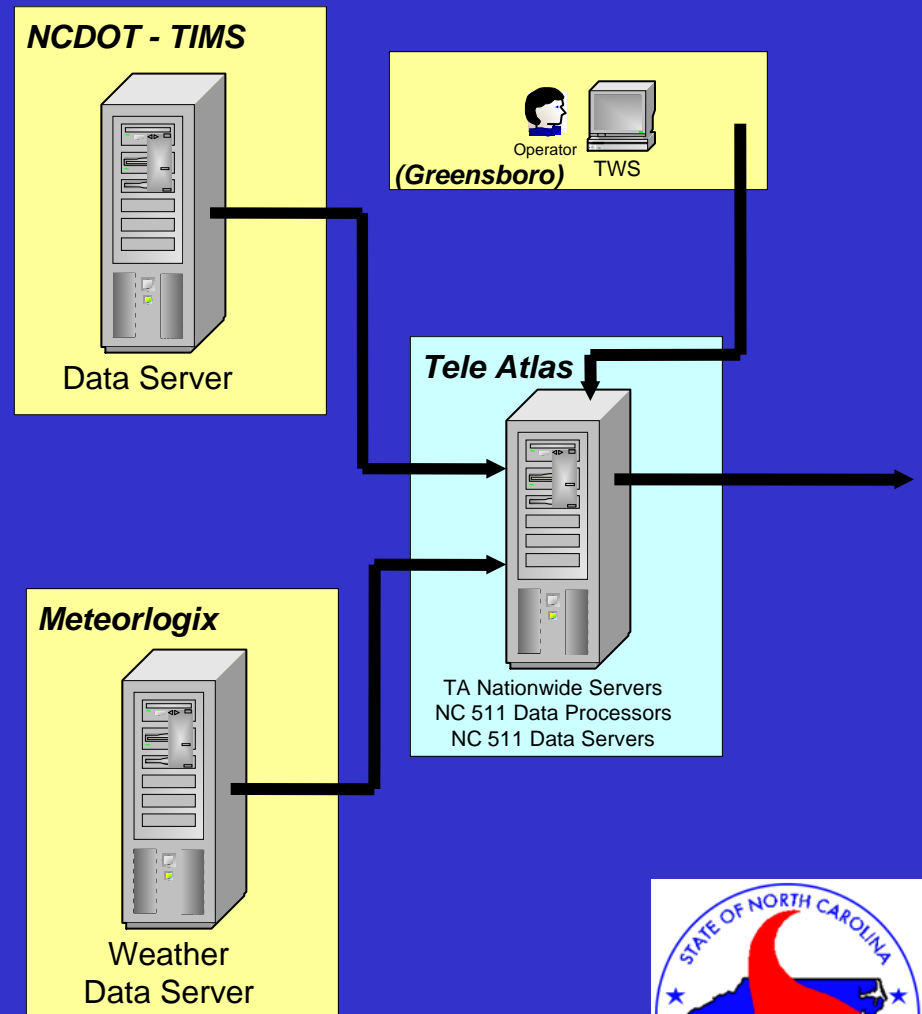 NCDOT - TIMS
Data Server
Operator
TWS
(Greensboro)
Tele Atlas
TA Nationwide Servers
NC 511 Data Processors
NC 511 Data Servers
Meteorlogix
Weather
Data Server
STATE OF NORTH CAROLINA